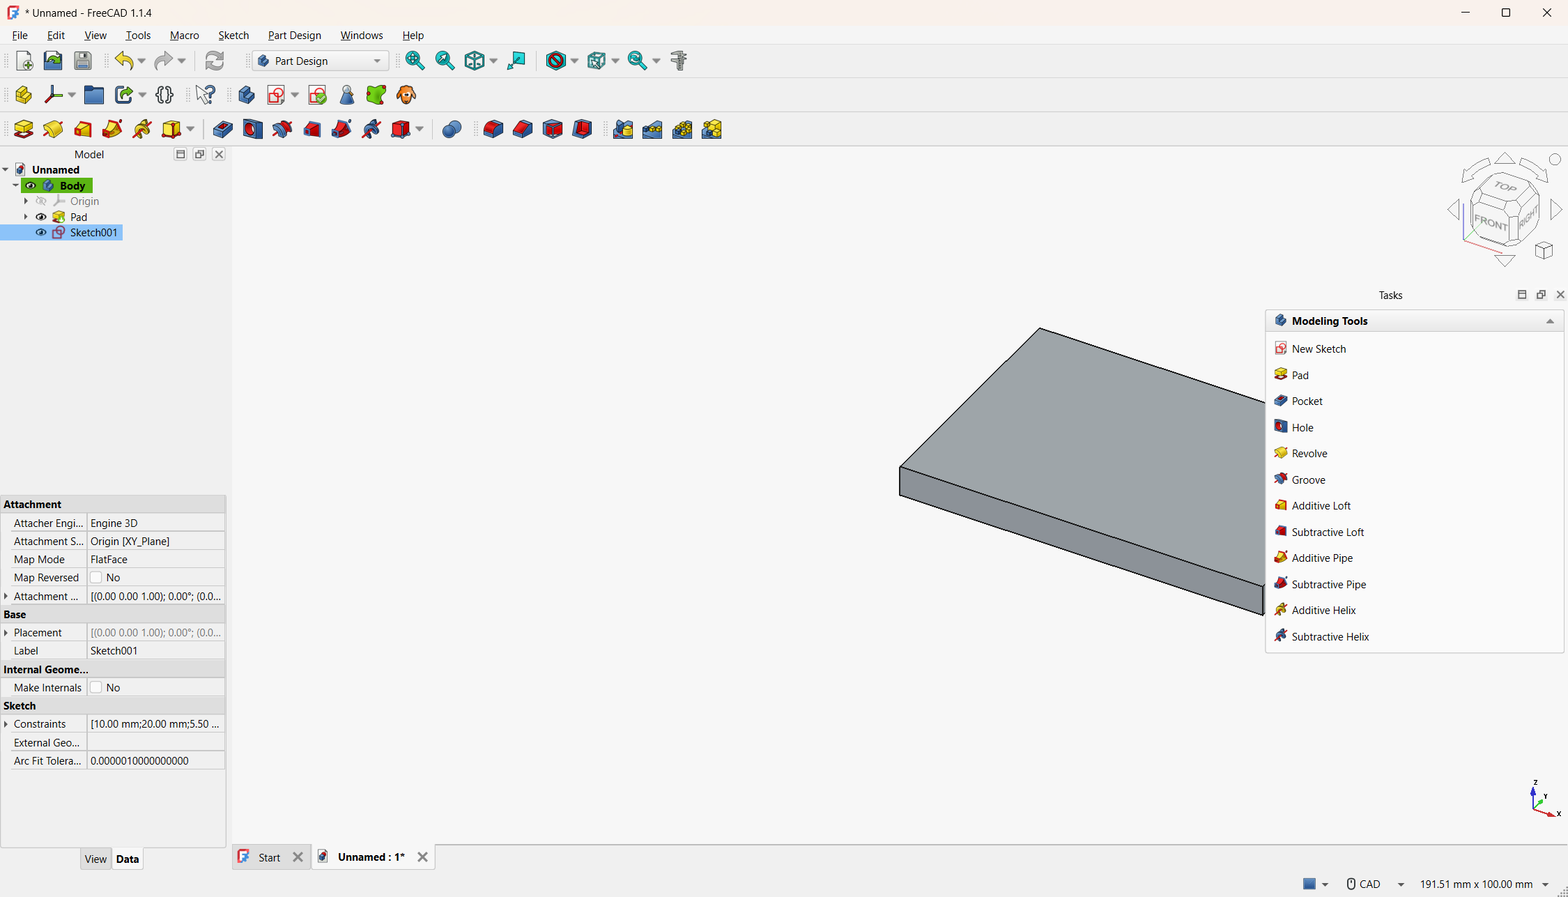 * Unnamed - FreeCAD 1.1.4
File Edit View Tools Macro Sketch Part Design Windows Help
Part Design
Model
Unnamed
Body
Origin
Pad
Sketch001
TOP
FRONT
RIGHT
Tasks
Modeling Tools
New Sketch
Pad
Pocket
Hole
Revolve
Groove
Additive Loft
Subtractive Loft
Additive Pipe
Subtractive Pipe
Additive Helix
Subtractive Helix
Attachment
Attacher Engi... Engine 3D
Attachment S... Origin [XY_Plane]
Map Mode FlatFace
Map Reversed No
Attachment ... [(0.00 0.00 1.00); 0.00°; (0.0...
Base
Placement [(0.00 0.00 1.00); 0.00°; (0.0...
Label Sketch001
Internal Geome...
Make Internals No
Sketch
Constraints [10.00 mm;20.00 mm;5.50 ...
External Geo...
Arc Fit Tolera... 0.0000010000000000
Z
Y
X
View Data
Start Unnamed : 1*
CAD 191.51 mm x 100.00 mm